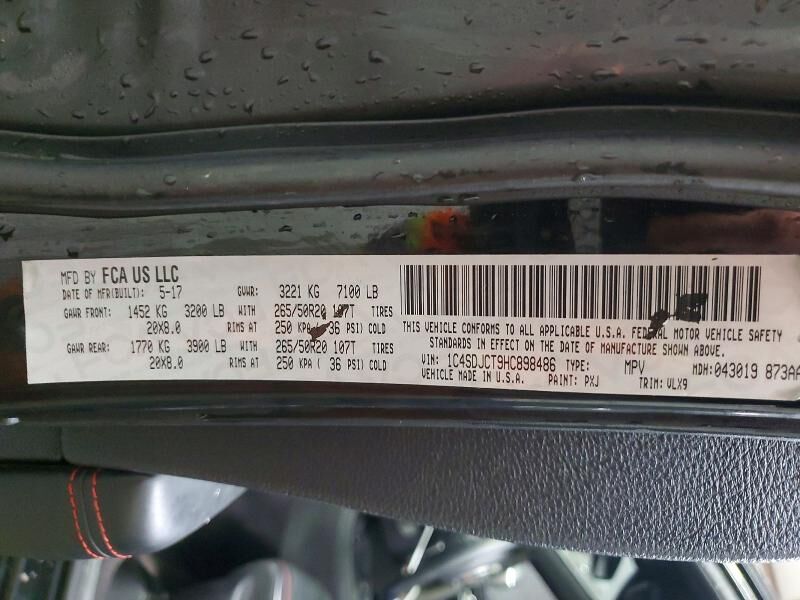 MFD BY FCA US LLC
DATE OF MFR(BUILT): 5-17 GVWR: 3221 KG 7100 LB
GAWR FRONT: 1452 KG 3200 LB WITH 265/50R20 107T TIRES
20X8.0 RIMS AT 250 KPA ( 36 PSI) COLD
GAWR REAR: 1770 KG 3900 LB WITH 265/50R20 107T TIRES
20X8.0 RIMS AT 250 KPA ( 36 PSI) COLD
THIS VEHICLE CONFORMS TO ALL APPLICABLE U.S.A. FEDERAL MOTOR VEHICLE SAFETY
STANDARDS IN EFFECT ON THE DATE OF MANUFACTURE SHOWN ABOVE.
VIN: 1C4SDJCT9HC898486 TYPE: MPV MDH:043019 873AA
VEHICLE MADE IN U.S.A. PAINT: PXJ TRIM: VLX9